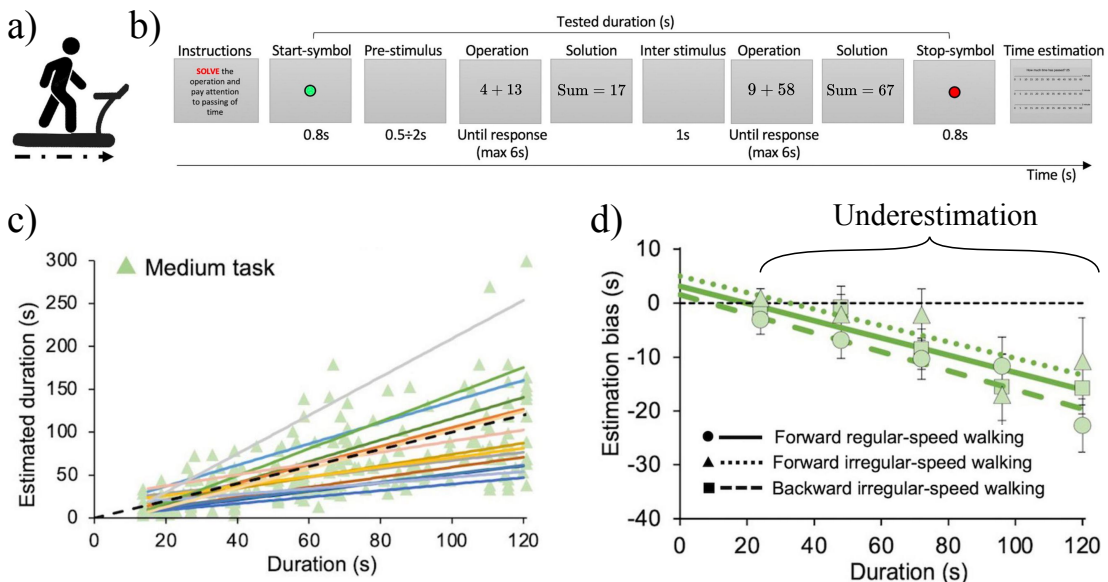 a)
b)
Tested duration (s)
Instructions
Start-symbol
Pre-stimulus
Operation
Solution
Inter stimulus
Operation
Solution
Stop-symbol
Time estimation
SOLVE the
operation and
pay attention
to passing of
time
4 + 13
Sum = 17
9 + 58
Sum = 67
0.8s
0.5÷2s
Until response
(max 6s)
1s
Until response
(max 6s)
0.8s
Time (s)
c)
Medium task
Estimated duration (s)
300
250
200
150
100
50
0
0
20
40
60
80
100
120
Duration (s)
d)
Underestimation
Estimation bias (s)
10
0
-10
-20
-30
-40
Forward regular-speed walking
Forward irregular-speed walking
Backward irregular-speed walking
0
20
40
60
80
100
120
Duration (s)